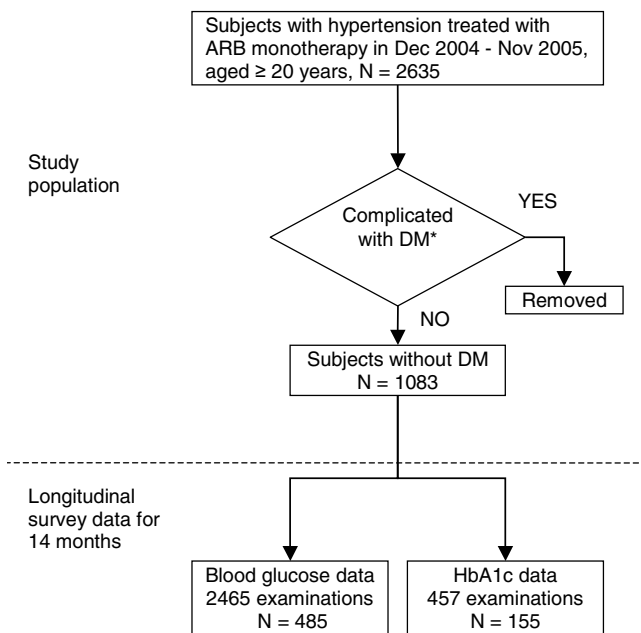 Subjects with hypertension treated with
ARB monotherapy in Dec 2004 - Nov 2005,
aged ≥ 20 years, N = 2635
Study
population
Complicated
with DM*
YES
Removed
NO
Subjects without DM
N = 1083
Longitudinal
survey data for
14 months
Blood glucose data
2465 examinations
N = 485
HbA1c data
457 examinations
N = 155